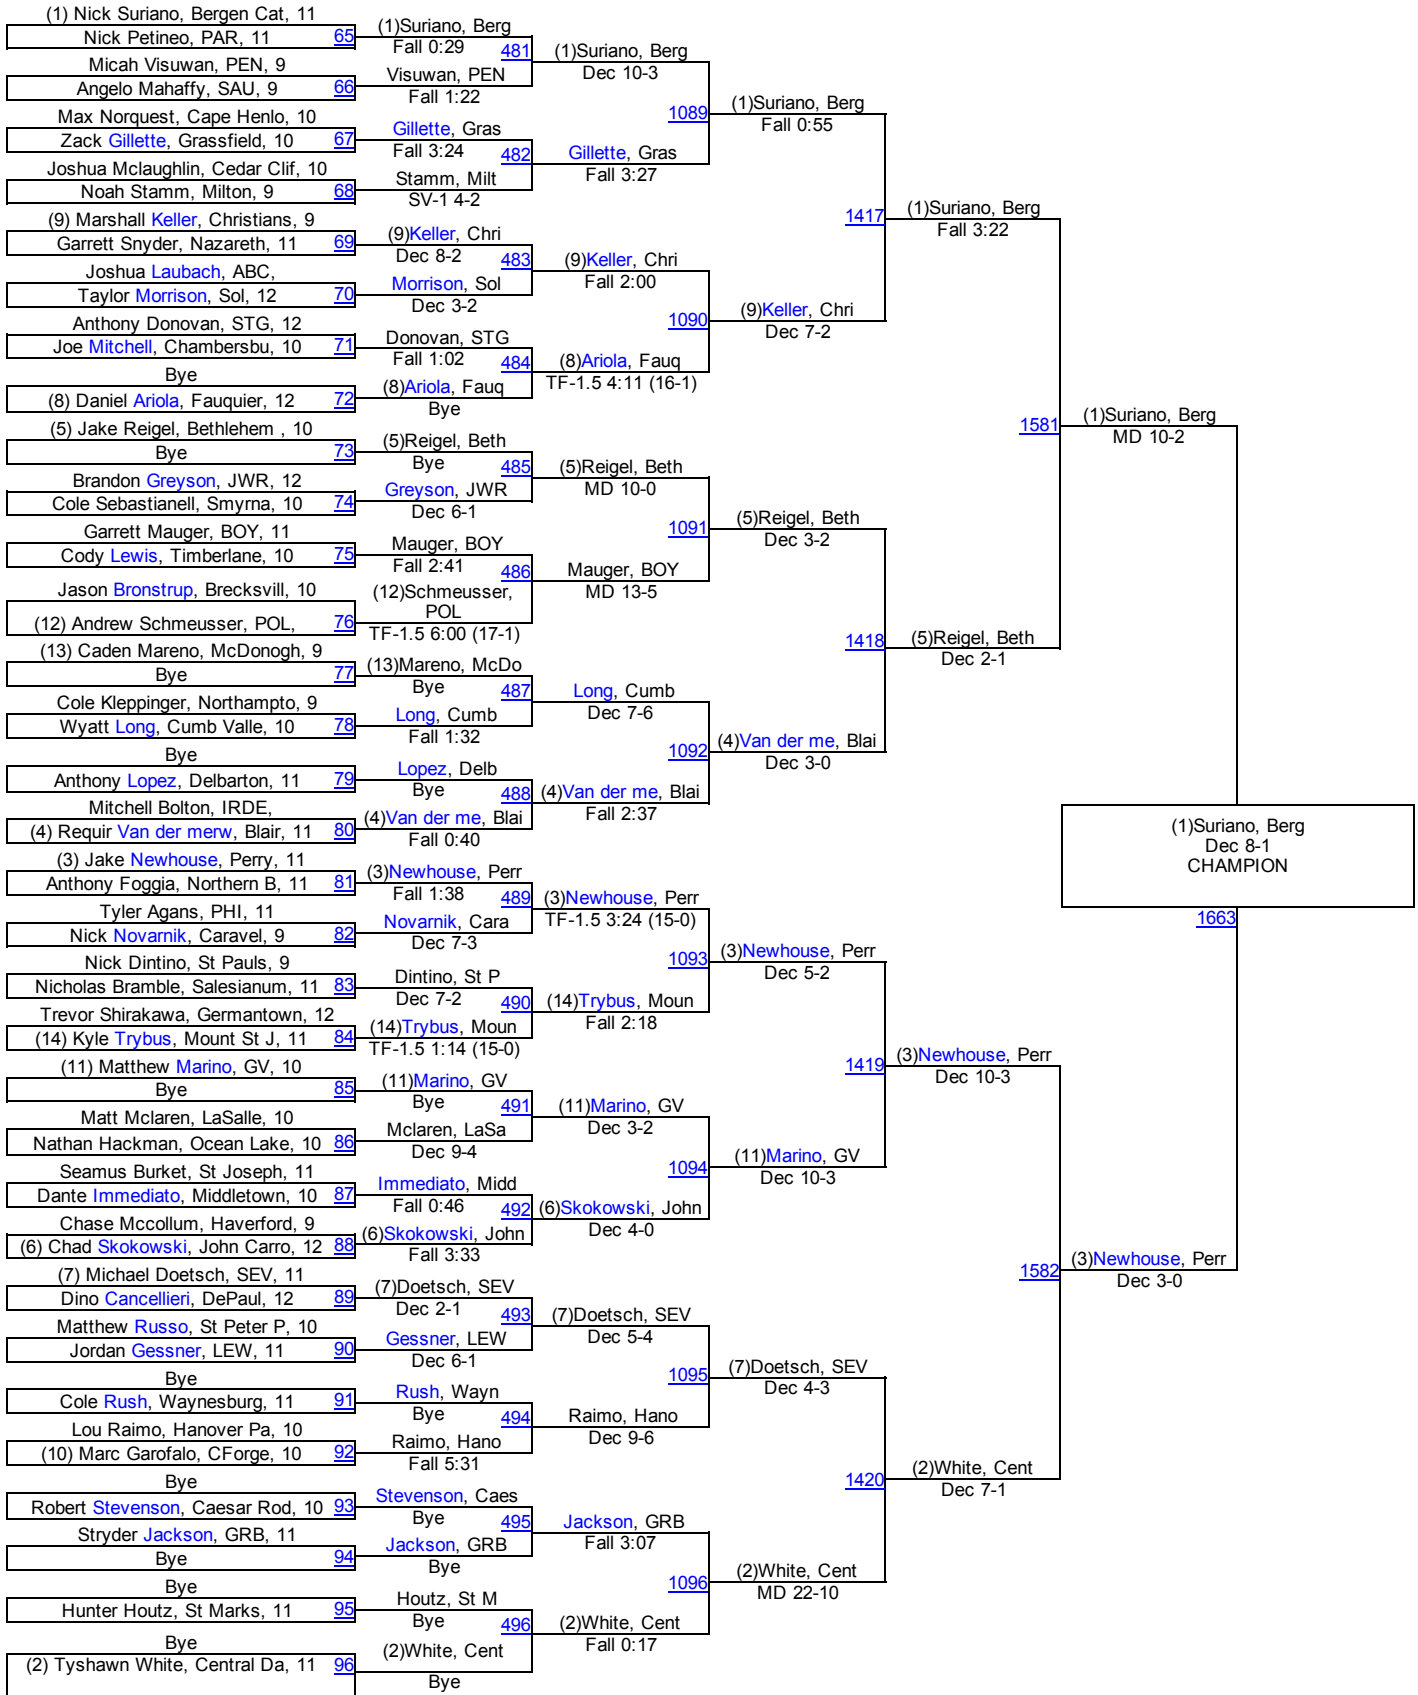 (1) Nick Suriano, Bergen Cat, 11
Nick Petineo, PAR, 11 65
Micah Visuwan, PEN, 9
Angelo Mahaffy, SAU, 9 66
Max Norquest, Cape Henlo, 10
Zack Gillette, Grassfield, 10 67
Joshua Mclaughlin, Cedar Clif, 10
Noah Stamm, Milton, 9 68
(9) Marshall Keller, Christians, 9
Garrett Snyder, Nazareth, 11 69
Joshua Laubach, ABC,
Taylor Morrison, Sol, 12 70
Anthony Donovan, STG, 12
Joe Mitchell, Chambersbu, 10 71
Bye
(8) Daniel Ariola, Fauquier, 12 72
(5) Jake Reigel, Bethlehem , 10
Bye 73
Brandon Greyson, JWR, 12
Cole Sebastianell, Smyrna, 10 74
Garrett Mauger, BOY, 11
Cody Lewis, Timberlane, 10 75
Jason Bronstrup, Brecksvill, 10
(12) Andrew Schmeusser, POL, 76
(13) Caden Mareno, McDonogh, 9
Bye 77
Cole Kleppinger, Northampto, 9
Wyatt Long, Cumb Valle, 10 78
Bye
Anthony Lopez, Delbarton, 11 79
Mitchell Bolton, IRDE,
(4) Requir Van der merw, Blair, 11 80
(3) Jake Newhouse, Perry, 11
Anthony Foggia, Northern B, 11 81
Tyler Agans, PHI, 11
Nick Novarnik, Caravel, 9 82
Nick Dintino, St Pauls, 9
Nicholas Bramble, Salesianum, 11 83
Trevor Shirakawa, Germantown, 12
(14) Kyle Trybus, Mount St J, 11 84
(11) Matthew Marino, GV, 10
Bye 85
Matt Mclaren, LaSalle, 10
Nathan Hackman, Ocean Lake, 10 86
Seamus Burket, St Joseph, 11
Dante Immediato, Middletown, 10 87
Chase Mccollum, Haverford, 9
(6) Chad Skokowski, John Carro, 12 88
(7) Michael Doetsch, SEV, 11
Dino Cancellieri, DePaul, 12 89
Matthew Russo, St Peter P, 10
Jordan Gessner, LEW, 11 90
Bye
Cole Rush, Waynesburg, 11 91
Lou Raimo, Hanover Pa, 10
(10) Marc Garofalo, CForge, 10 92
Bye
Robert Stevenson, Caesar Rod, 10 93
Stryder Jackson, GRB, 11
Bye 94
Bye
Hunter Houtz, St Marks, 11 95
Bye
(2) Tyshawn White, Central Da, 11 96
(1)Suriano, Berg
Fall 0:29
481
Visuwan, PEN
Fall 1:22
Gillette, Gras
Fall 3:24
482
Stamm, Milt
SV-1 4-2
(9)Keller, Chri
Dec 8-2
483
Morrison, Sol
Dec 3-2
Donovan, STG
Fall 1:02
484
(8)Ariola, Fauq
Bye
(5)Reigel, Beth
Bye
485
Greyson, JWR
Dec 6-1
Mauger, BOY
Fall 2:41
486
(12)Schmeusser,
POL
TF-1.5 6:00 (17-1)
(13)Mareno, McDo
Bye
487
Long, Cumb
Fall 1:32
Lopez, Delb
Bye
488
(4)Van der me, Blai
Fall 0:40
(3)Newhouse, Perr
Fall 1:38
489
Novarnik, Cara
Dec 7-3
Dintino, St P
Dec 7-2
490
(14)Trybus, Moun
TF-1.5 1:14 (15-0)
(11)Marino, GV
Bye
491
Mclaren, LaSa
Dec 9-4
Immediato, Midd
Fall 0:46
492
(6)Skokowski, John
Fall 3:33
(7)Doetsch, SEV
Dec 2-1
493
Gessner, LEW
Dec 6-1
Rush, Wayn
Bye
494
Raimo, Hano
Fall 5:31
Stevenson, Caes
Bye
495
Jackson, GRB
Bye
Houtz, St M
Bye
496
(2)White, Cent
Bye
(1)Suriano, Berg
Dec 10-3
1089
Gillette, Gras
Fall 3:27
(9)Keller, Chri
Fall 2:00
1090
(8)Ariola, Fauq
TF-1.5 4:11 (16-1)
(5)Reigel, Beth
MD 10-0
1091
Mauger, BOY
MD 13-5
Long, Cumb
Dec 7-6
1092
(4)Van der me, Blai
Fall 2:37
(3)Newhouse, Perr
TF-1.5 3:24 (15-0)
1093
(14)Trybus, Moun
Fall 2:18
(11)Marino, GV
Dec 3-2
1094
(6)Skokowski, John
Dec 4-0
(7)Doetsch, SEV
Dec 5-4
1095
Raimo, Hano
Dec 9-6
Jackson, GRB
Fall 3:07
1096
(2)White, Cent
Fall 0:17
(1)Suriano, Berg
Fall 0:55
1417
(9)Keller, Chri
Dec 7-2
(5)Reigel, Beth
Dec 3-2
1418
(4)Van der me, Blai
Dec 3-0
(3)Newhouse, Perr
Dec 5-2
1419
(11)Marino, GV
Dec 10-3
(7)Doetsch, SEV
Dec 4-3
1420
(2)White, Cent
MD 22-10
(1)Suriano, Berg
Fall 3:22
1581
(5)Reigel, Beth
Dec 2-1
(3)Newhouse, Perr
Dec 10-3
1582
(2)White, Cent
Dec 7-1
(1)Suriano, Berg
MD 10-2
(3)Newhouse, Perr
Dec 3-0
(1)Suriano, Berg
Dec 8-1
CHAMPION
1663